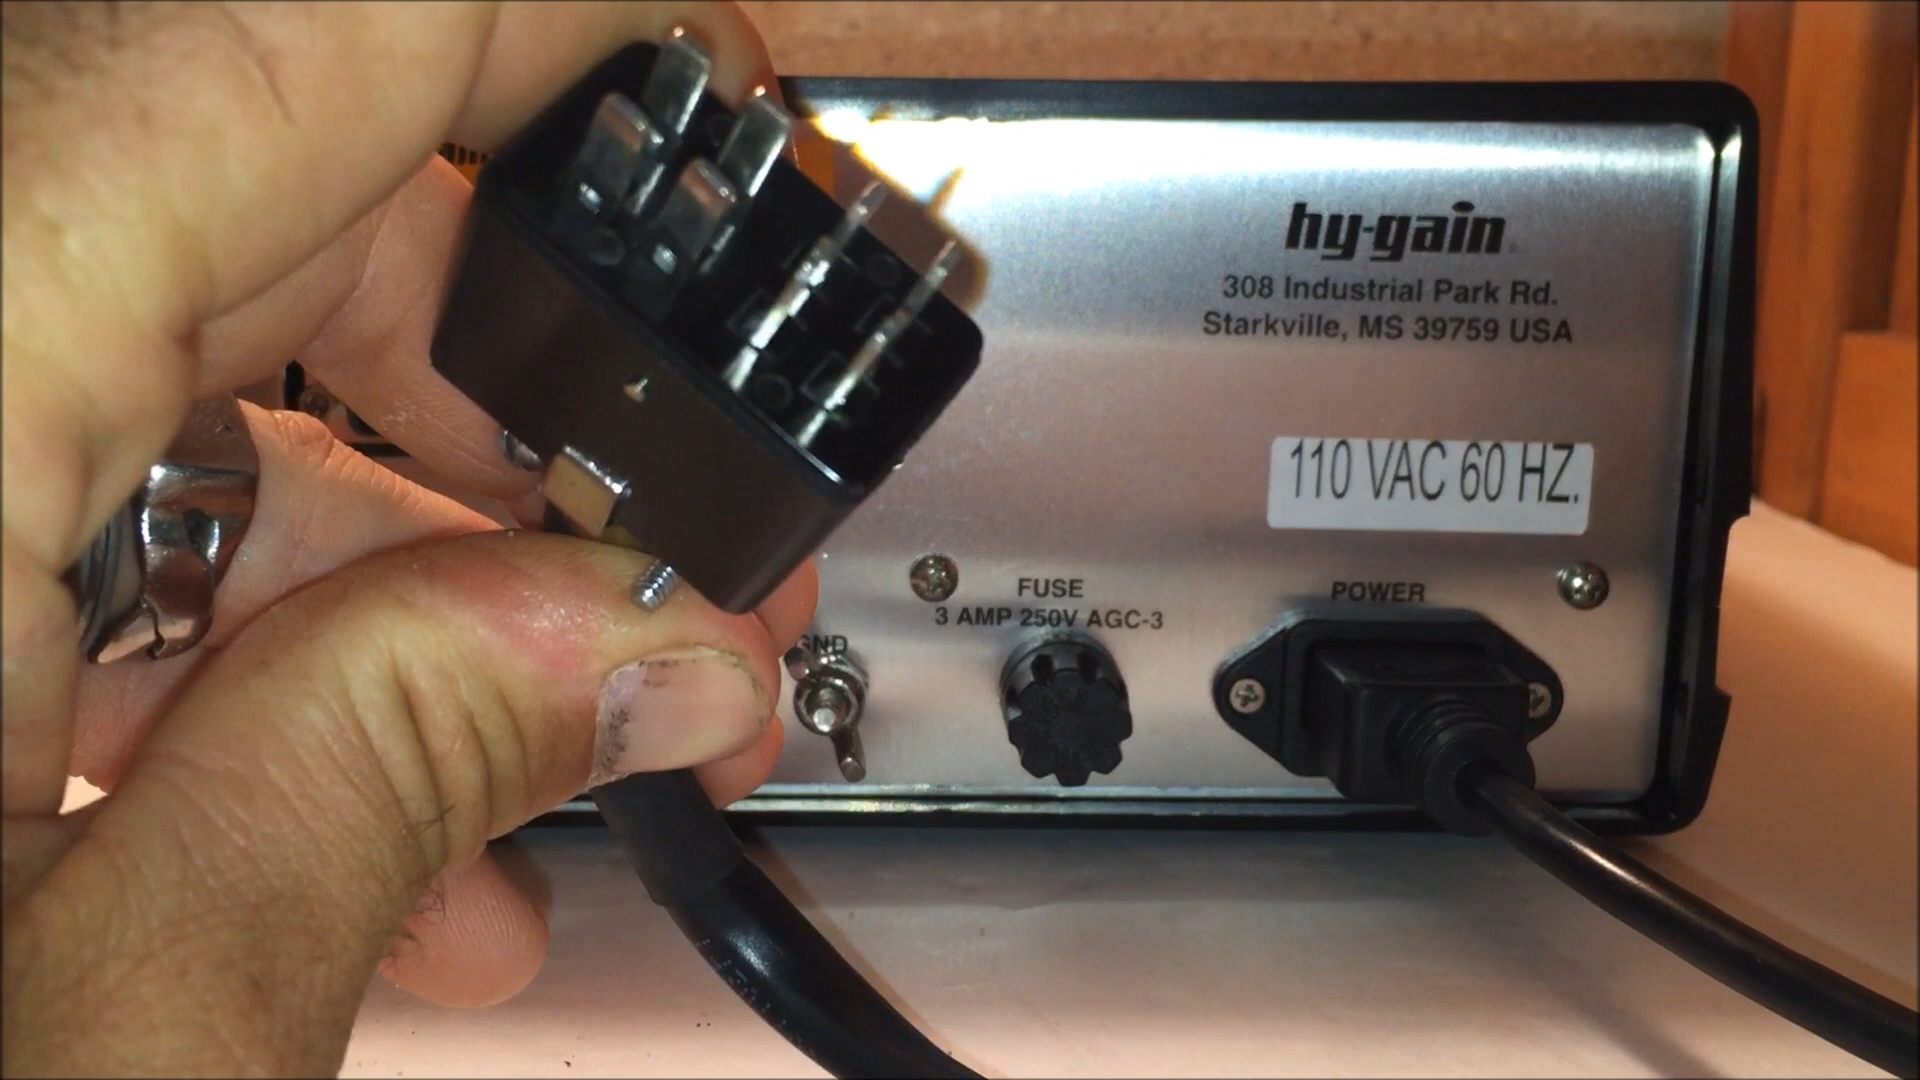 hy-gain
308 Industrial Park Rd.
Starkville, MS 39759 USA
110 VAC 60 HZ.
FUSE
3 AMP 250V AGC-3
POWER
GND